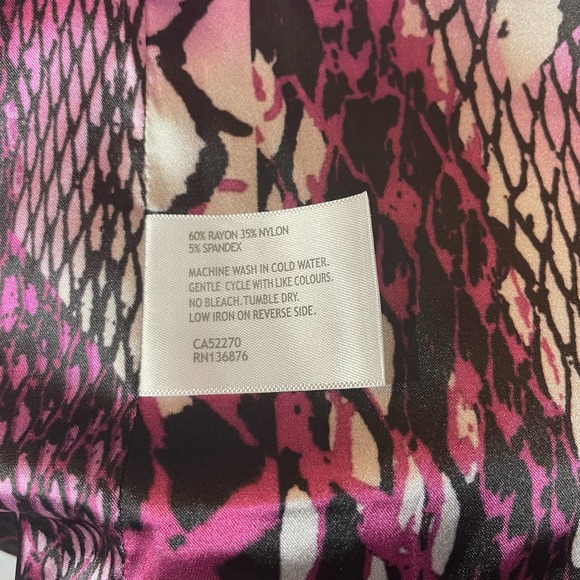 60% RAYON 35% NYLON
5% SPANDEX
MACHINE WASH IN COLD WATER.
GENTLE CYCLE WITH LIKE COLOURS.
NO BLEACH. TUMBLE DRY.
LOW IRON ON REVERSE SIDE.
CA52270
RN136876